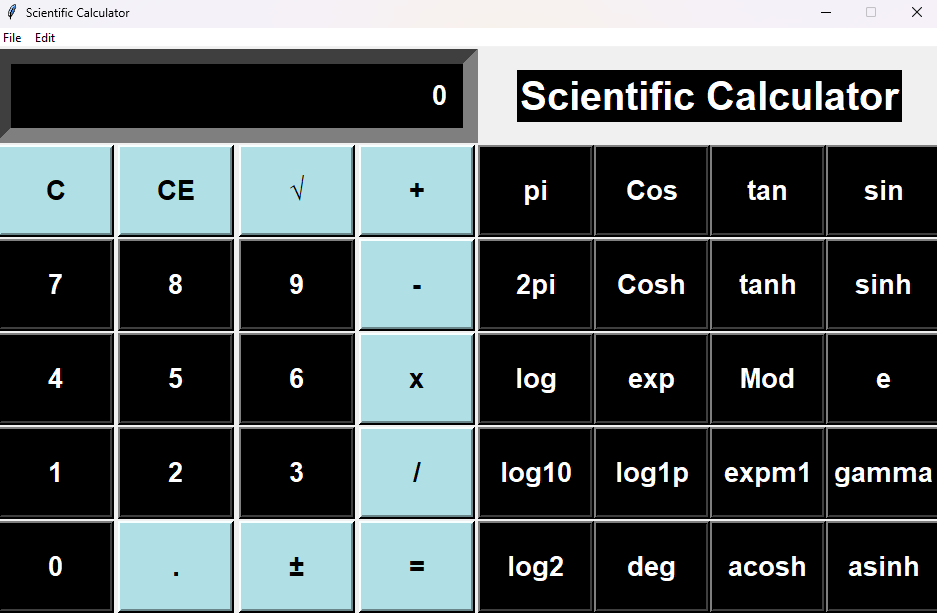 Scientific Calculator
File Edit
0
Scientific Calculator
C CE √ + pi Cos tan sin
7 8 9 - 2pi Cosh tanh sinh
4 5 6 x log exp Mod e
1 2 3 / log10 log1p expm1 gamma
0 . ± = log2 deg acosh asinh